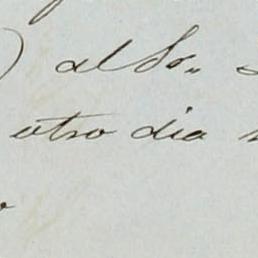 ) al Sr.
otro dia